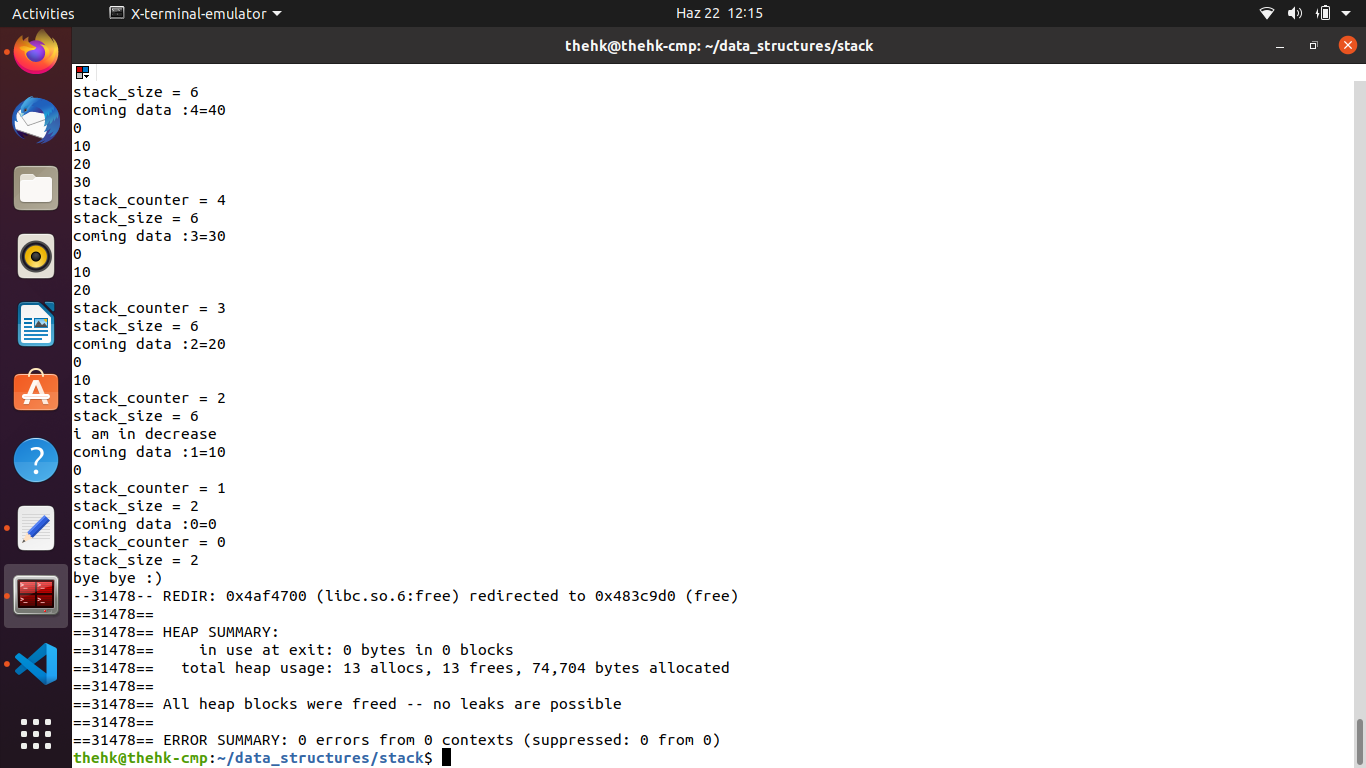 Activities
X-terminal-emulator
Haz 22 12:15
thehk@thehk-cmp: ~/data_structures/stack
stack_size = 6
coming data :4=40
0
10
20
30
stack_counter = 4
stack_size = 6
coming data :3=30
0
10
20
stack_counter = 3
stack_size = 6
coming data :2=20
0
10
stack_counter = 2
stack_size = 6
i am in decrease
coming data :1=10
0
stack_counter = 1
stack_size = 2
coming data :0=0
stack_counter = 0
stack_size = 2
bye bye :)
--31478-- REDIR: 0x4af4700 (libc.so.6:free) redirected to 0x483c9d0 (free)
==31478==
==31478== HEAP SUMMARY:
==31478==     in use at exit: 0 bytes in 0 blocks
==31478==   total heap usage: 13 allocs, 13 frees, 74,704 bytes allocated
==31478==
==31478== All heap blocks were freed -- no leaks are possible
==31478==
==31478== ERROR SUMMARY: 0 errors from 0 contexts (suppressed: 0 from 0)
thehk@thehk-cmp:~/data_structures/stack$